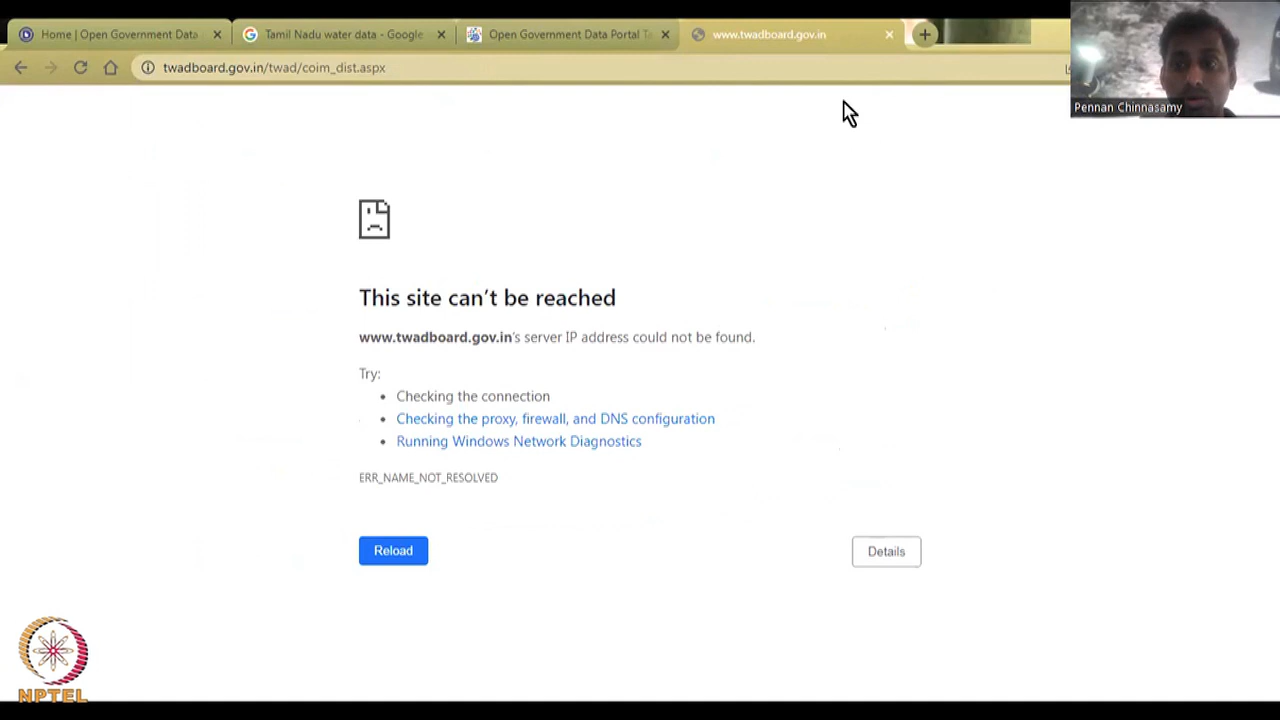 Home | Open Government Data
Tamil Nadu water data - Google
Open Government Data Portal Ta
www.twadboard.gov.in
twadboard.gov.in/twad/coim_dist.aspx
Pennan Chinnasamy
This site can't be reached
www.twadboard.gov.in's server IP address could not be found.
Try:
• Checking the connection
• Checking the proxy, firewall, and DNS configuration
• Running Windows Network Diagnostics
ERR_NAME_NOT_RESOLVED
Reload
Details
NPTEL